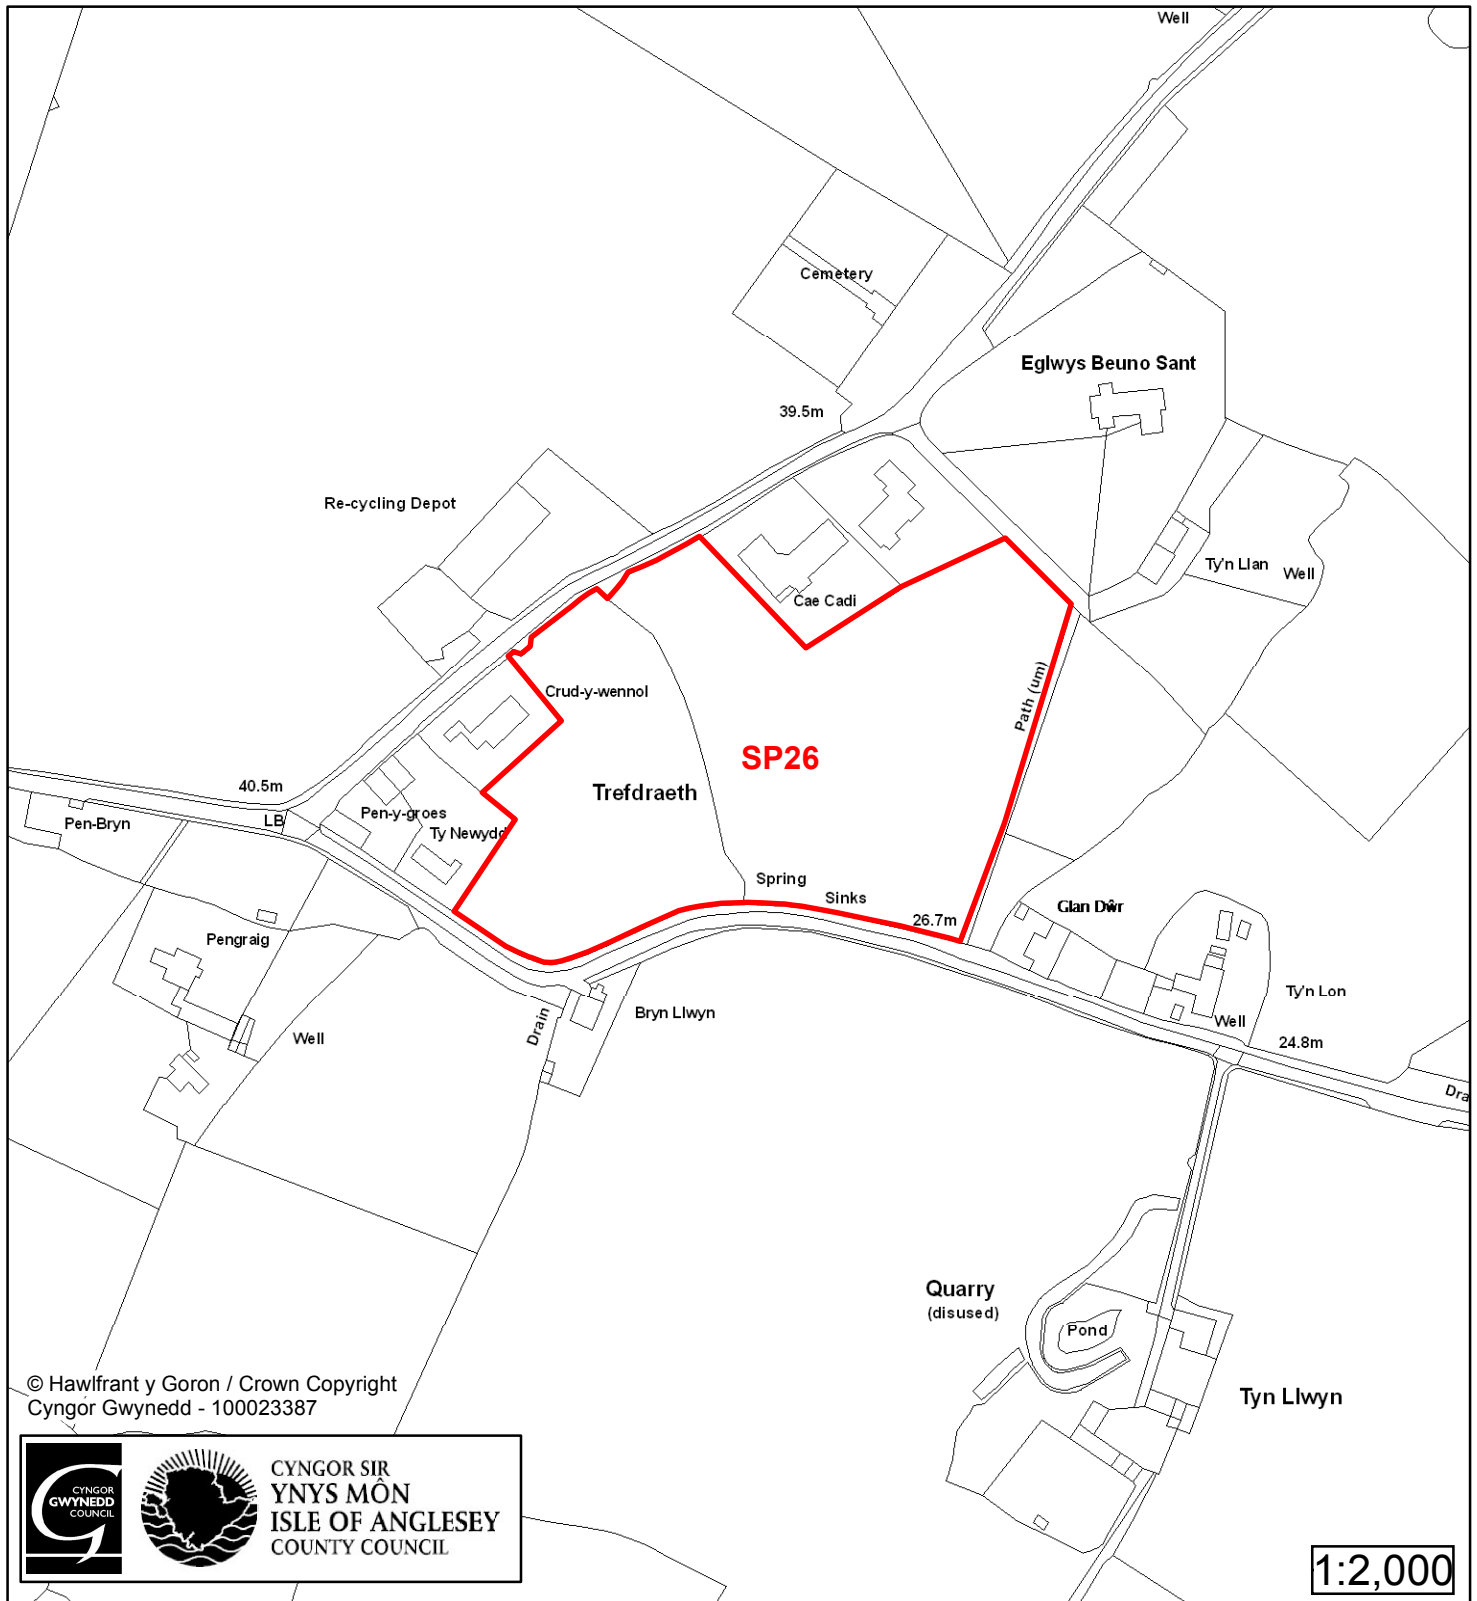 Well
Cemetery
Eglwys Beuno Sant
39.5m
Re-cycling Depot
Ty'n Llan
Well
Cae Cadi
Path (um)
Crud-y-wennol
SP26
Trefdraeth
40.5m
Pen-Bryn
LB
Pen-y-groes
Ty Newydd
Spring
Sinks
26.7m
Glan Dŵr
Pengraig
Ty'n Lon
Bryn Llwyn
Drain
Well
Well
24.8m
Dra
Quarry
(disused)
Pond
Tyn Llwyn
© Hawlfrant y Goron / Crown Copyright
Cyngor Gwynedd - 100023387
CYNGOR
GWYNEDD
COUNCIL
CYNGOR SIR
YNYS MÔN
ISLE OF ANGLESEY
COUNTY COUNCIL
1:2,000